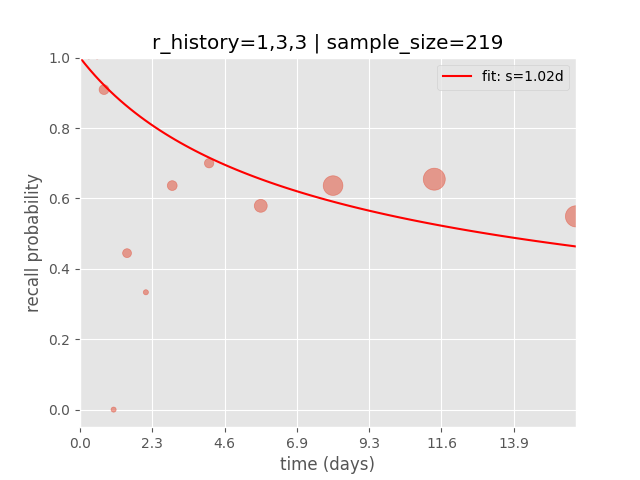 r_history=1,3,3 | sample_size=219
fit: s=1.02d
recall probability
1.0
0.8
0.6
0.4
0.2
0.0
0.0 2.3 4.6 6.9 9.3 11.6 13.9
time (days)